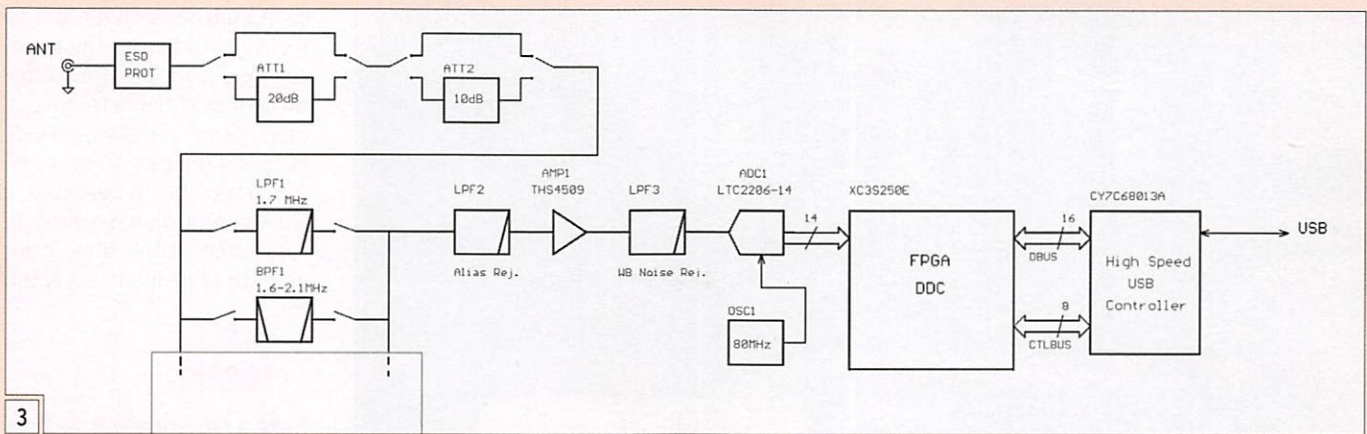 ANT
ESD
PROT
ATT1
20dB
ATT2
10dB
LPF1
1.7 MHz
BPF1
1.6-2.1MHz
LPF2
Alias Rej.
AMP1
THS4509
LPF3
WB Noise Rej.
ADC1
LTC2206-14
14
OSC1
80MHz
XC3S250E
FPGA
DDC
16
DBUS
8
CTLBUS
CY7C68013A
High Speed
USB
Controller
USB
3